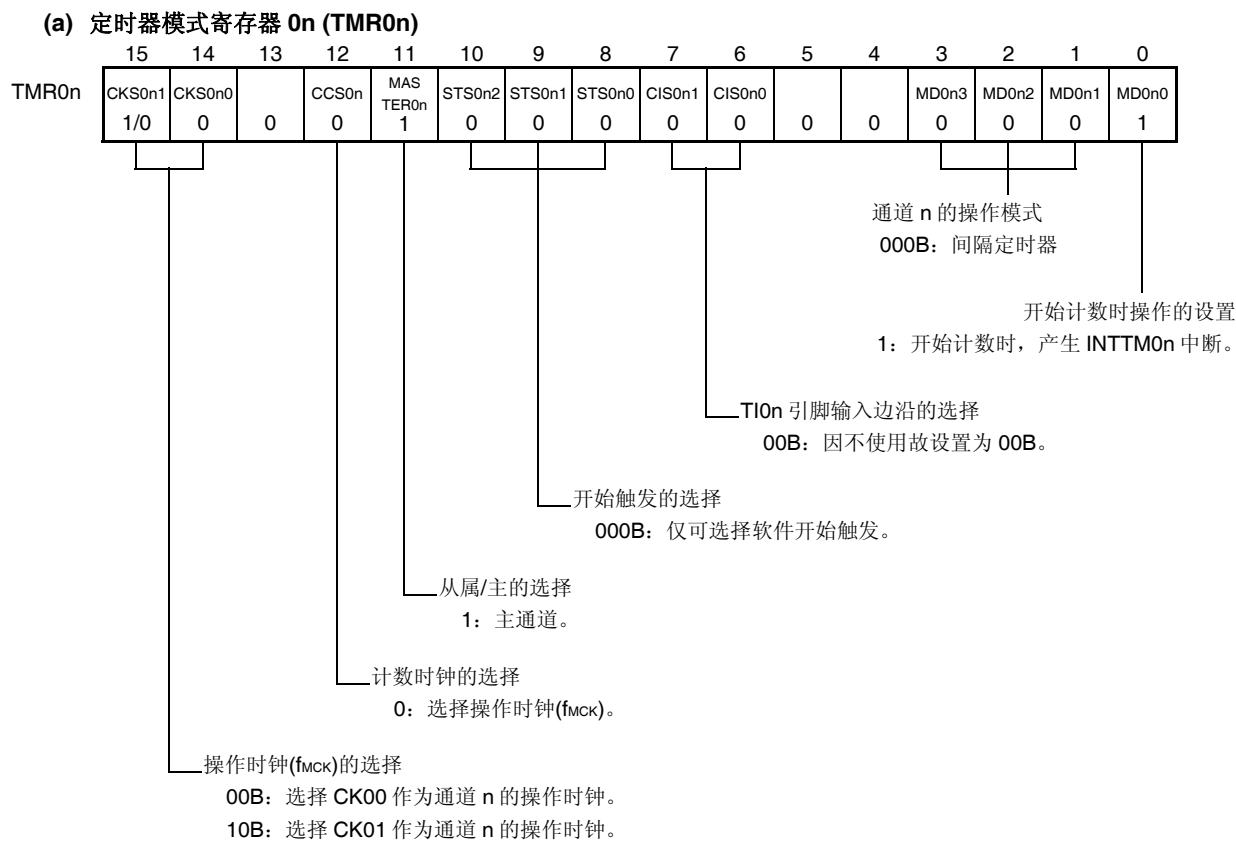 (a) 定时器模式寄存器 0n (TMR0n)
15 14 13 12 11 10 9 8 7 6 5 4 3 2 1 0
TMR0n CKS0n1 CKS0n0 CCS0n MAS TER0n STS0n2 STS0n1 STS0n0 CIS0n1 CIS0n0 MD0n3 MD0n2 MD0n1 MD0n0
1/0 0 0 0 1 0 0 0 0 0 0 0 0 0 0 1
通道 n 的操作模式
000B：间隔定时器
开始计数时操作的设置
1：开始计数时，产生 INTTM0n 中断。
TI0n 引脚输入边沿的选择
00B：因不使用故设置为 00B。
开始触发的选择
000B：仅可选择软件开始触发。
从属/主的选择
1：主通道。
计数时钟的选择
0：选择操作时钟(fMCK)。
操作时钟(fMCK)的选择
00B：选择 CK00 作为通道 n 的操作时钟。
10B：选择 CK01 作为通道 n 的操作时钟。